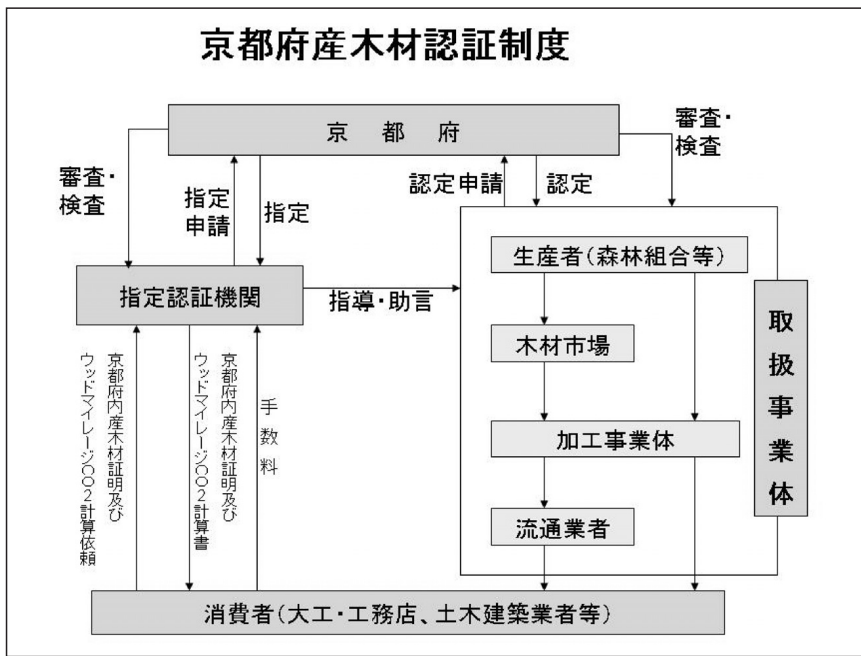 京都府産木材認証制度
京都府
審査・
検査
指定
申請
指定
認定申請
認定
審査・
検査
指定認証機関
指導・助言
生産者(森林組合等)
木材市場
加工事業体
流通業者
取扱事業体
京都府内産木材証明及び
ウッドマイレージCO2計算依頼
京都府内産木材証明及び
ウッドマイレージCO2計算書
手数料
消費者(大工・工務店、土木建築業者等)